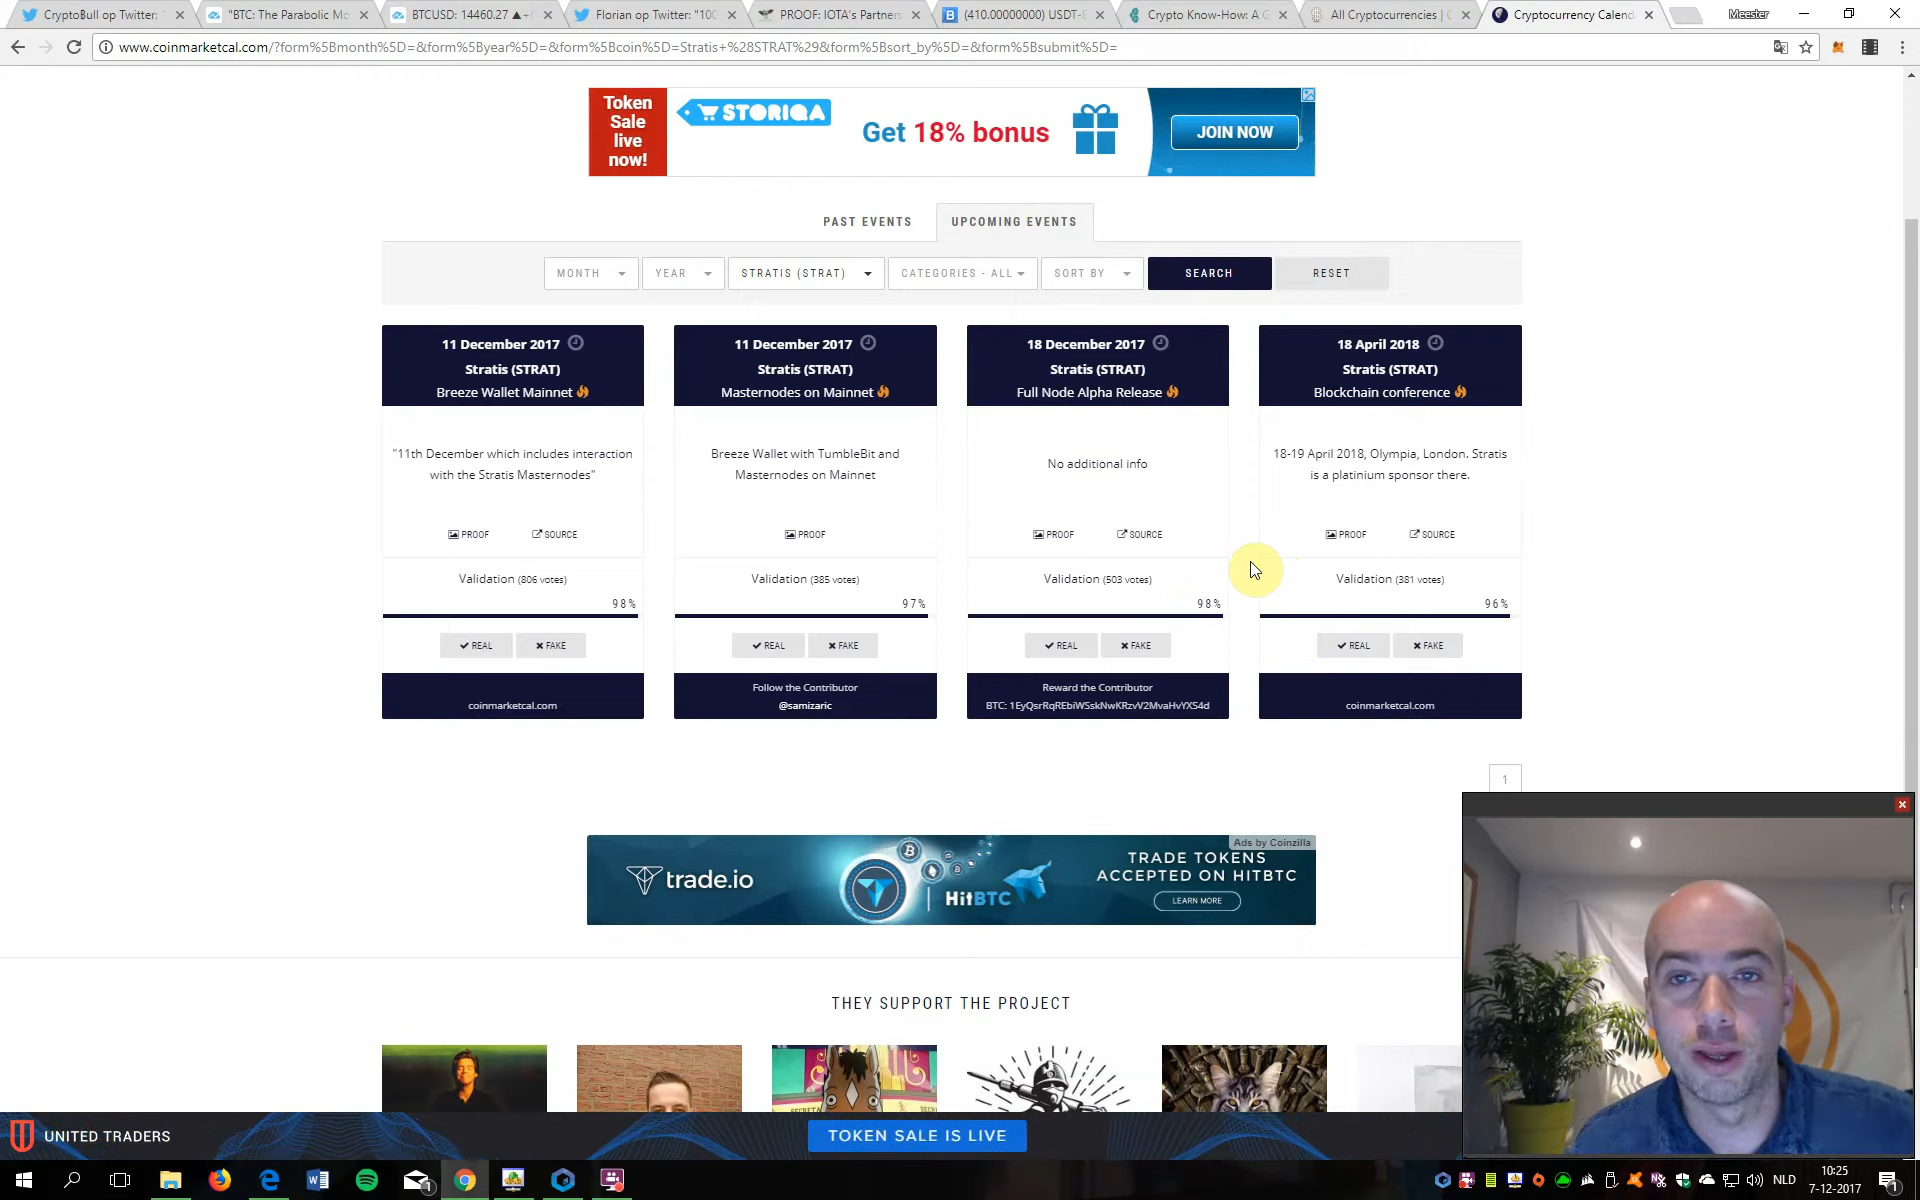 CryptoBull op Twitter:
"BTC: The Parabolic Mo
BTCUSD: 14460.27
Florian op Twitter: "100
PROOF: IOTA's Partners
(410.00000000) USDT-
Crypto Know-How: A G
All Cryptocurrencies |
Cryptocurrency Calend
Meester
www.coinmarketcal.com/?form%5Bmonth%5D=&form%5Byear%5D=&form%5Bcoin%5D=Stratis+%28STRAT%29&form%5Bsort_by%5D=&form%5Bsubmit%5D=
Token
Sale
live
now!
STORIQA
Get 18% bonus
JOIN NOW
PAST EVENTS
UPCOMING EVENTS
MONTH
YEAR
STRATIS (STRAT)
CATEGORIES - ALL
SORT BY
SEARCH
RESET
11 December 2017
Stratis (STRAT)
Breeze Wallet Mainnet
"11th December which includes interaction
with the Stratis Masternodes"
PROOF
SOURCE
Validation (806 votes)
98%
REAL
FAKE
coinmarketcal.com
11 December 2017
Stratis (STRAT)
Masternodes on Mainnet
Breeze Wallet with TumbleBit and
Masternodes on Mainnet
PROOF
Validation (385 votes)
97%
REAL
FAKE
Follow the Contributor
@samizaric
18 December 2017
Stratis (STRAT)
Full Node Alpha Release
No additional info
PROOF
SOURCE
Validation (503 votes)
98%
REAL
FAKE
Reward the Contributor
BTC: 1EyQsrRqREbiWSskNwKRzvV2MvaHvYXS4d
18 April 2018
Stratis (STRAT)
Blockchain conference
18-19 April 2018, Olympia, London. Stratis
is a platinium sponsor there.
PROOF
SOURCE
Validation (381 votes)
96%
REAL
FAKE
coinmarketcal.com
1
trade.io
HitBTC
Ads by Coinzilla
TRADE TOKENS
ACCEPTED ON HITBTC
LEARN MORE
THEY SUPPORT THE PROJECT
UNITED TRADERS
TOKEN SALE IS LIVE
NLD
10:25
7-12-2017